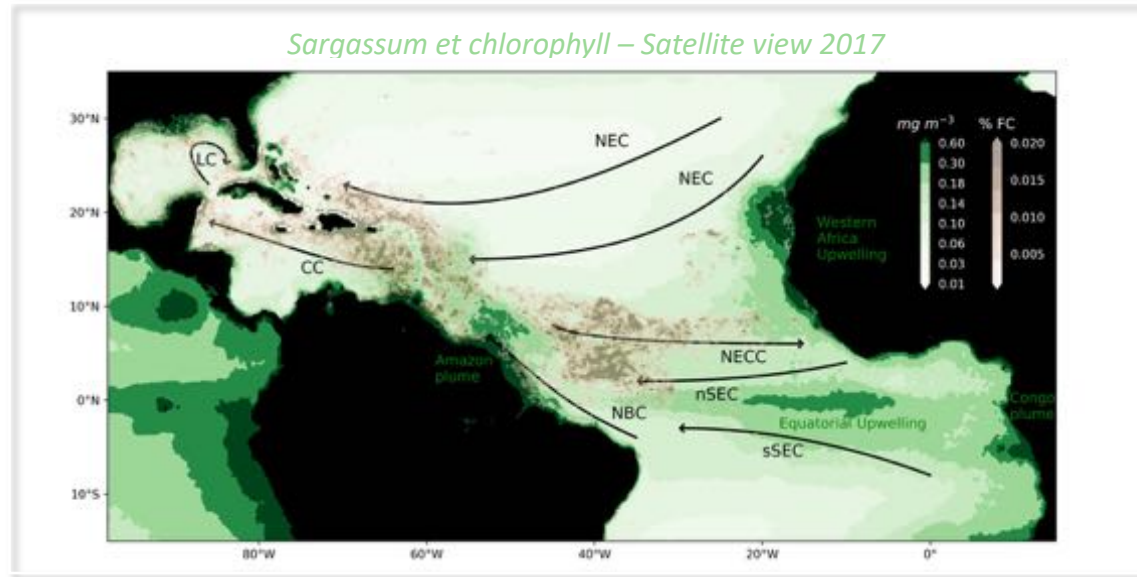 Sargassum et chlorophyll – Satellite view 2017
mg m⁻³ % FC
30°N
20°N
10°N
0°N
10°S
80°W
60°W
40°W
20°W
0°
NEC
NEC
LC
CC
NECC
nSEC
NBC
sSEC
Western
Africa
Upwelling
Amazon
plume
Equatorial Upwelling
Congo
plume
0.60
0.30
0.18
0.14
0.10
0.06
0.03
0.01
0.020
0.015
0.010
0.005